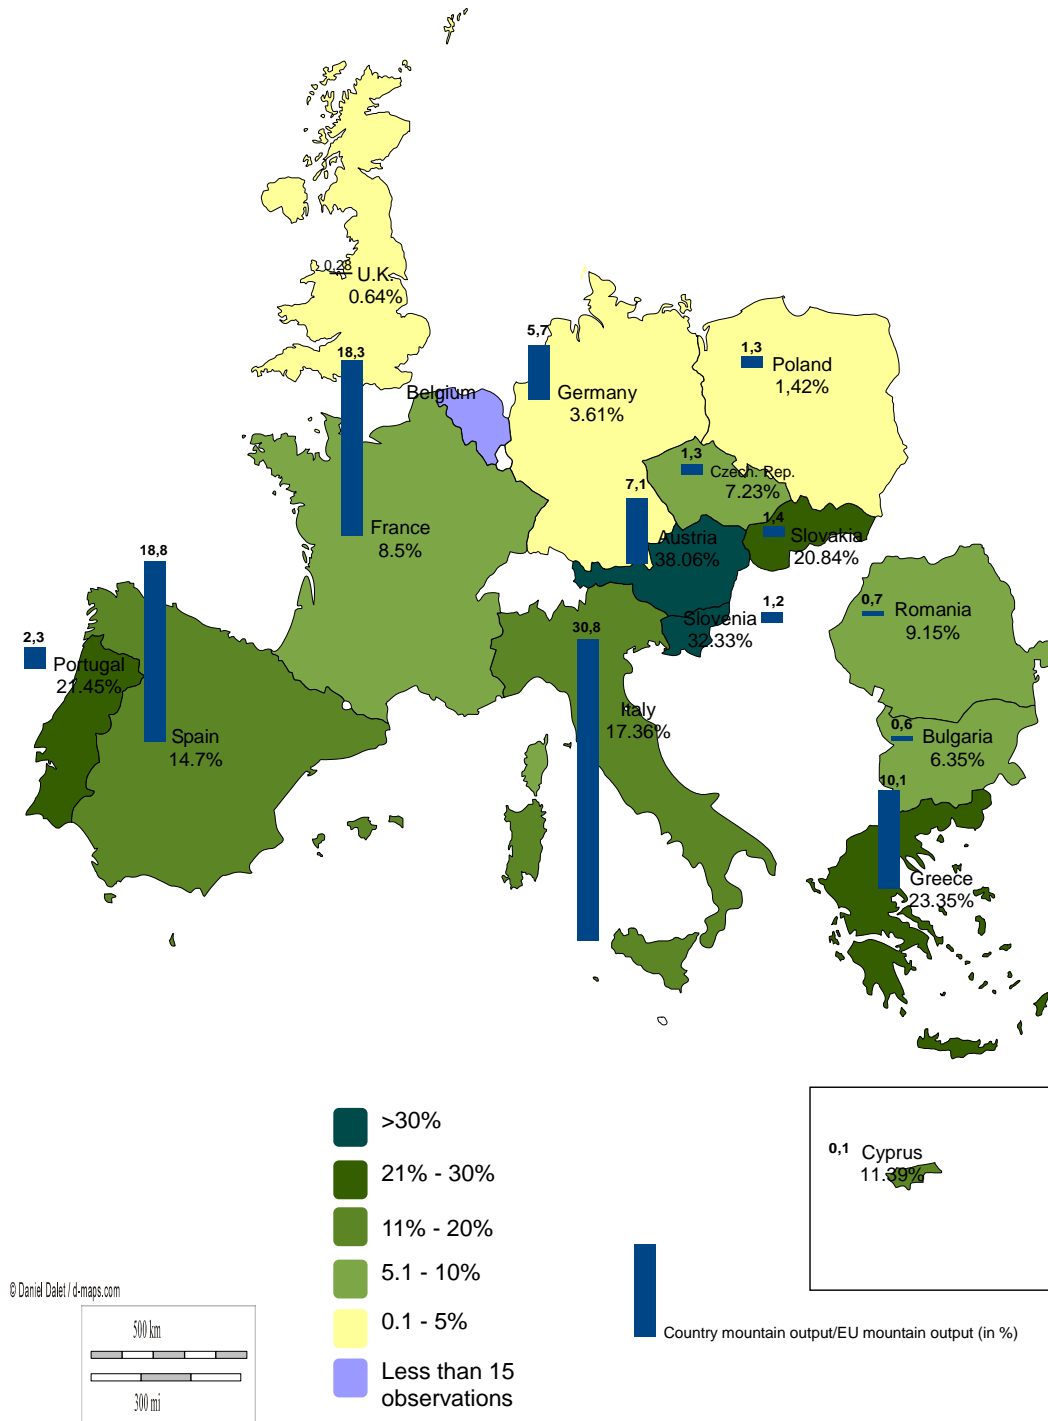 0,28
U.K.
0.64%
5,7
Germany
3.61%
1,3
Poland
1,42%
18,3
Belgium
1,3
Czech. Rep.
7.23%
7,1
Austria
38.06%
1,4
Slovakia
20.84%
France
8.5%
18,8
2,3
Portugal
21.45%
Spain
14.7%
30,8
Italy
17.36%
Slovenia
32.33%
1,2
0,7
Romania
9.15%
0,6
Bulgaria
6.35%
10,1
Greece
23.35%
0,1
Cyprus
11.39%
>30%
21% - 30%
11% - 20%
5.1 - 10%
0.1 - 5%
Less than 15
observations
Country mountain output/EU mountain output (in %)
© Daniel Dalet / d-maps.com
500 km
300 mi